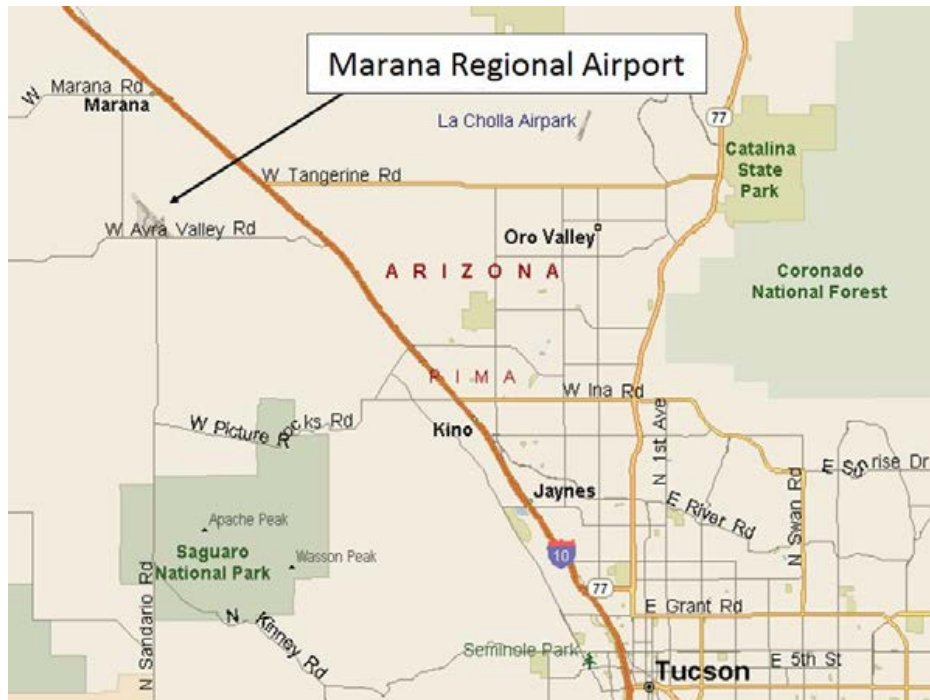 Marana Regional Airport
W Marana Rd
Marana
La Cholla Airpark
77
Catalina
State
Park
W Tangerine Rd
W Avra Valley Rd
Oro Valley
ARIZONA
Coronado
National Forest
PIMA
W Ina Rd
W Picture Rocks Rd
Kino
N 1st Ave
E Sunrise Dr
Jaynes
E River Rd
N Swan Rd
Apache Peak
Saguaro
National Park
Wasson Peak
10
77
N Sandario Rd
N Kinney Rd
E Grant Rd
Seminole Park
Tucson
E 5th St